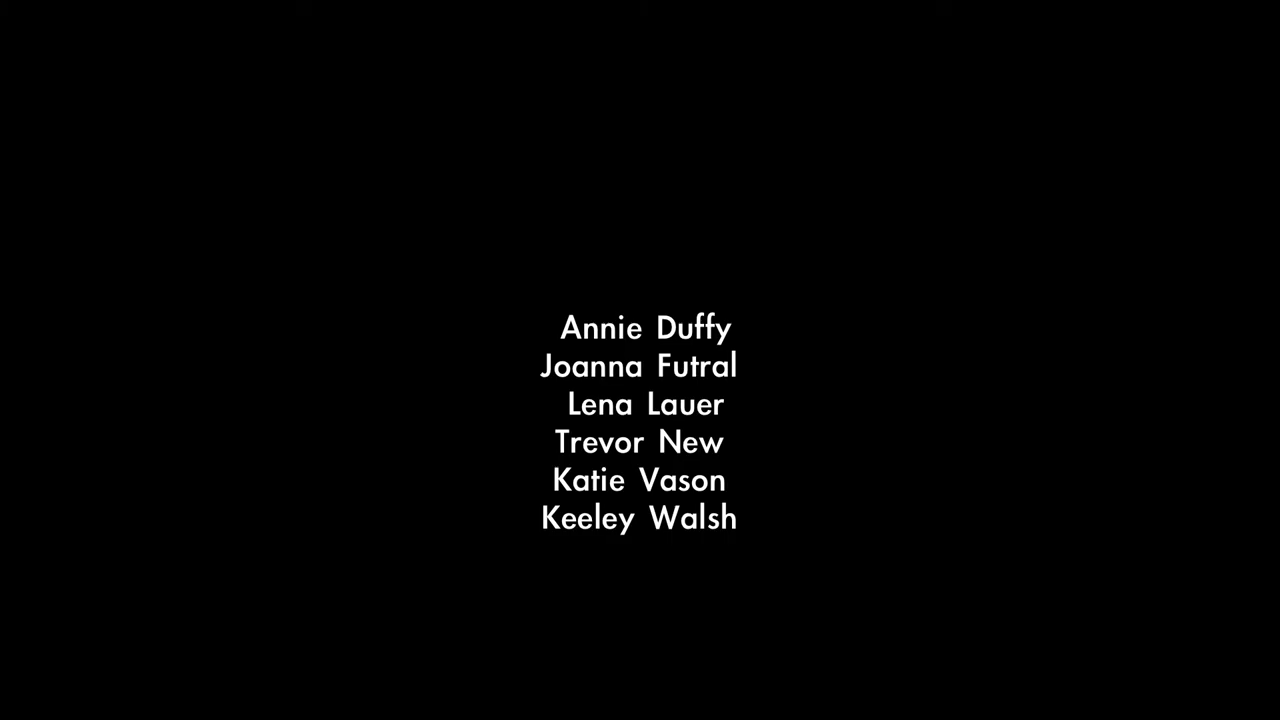 Annie Duffy
Joanna Futral
Lena Lauer
Trevor New
Katie Vason
Keeley Walsh